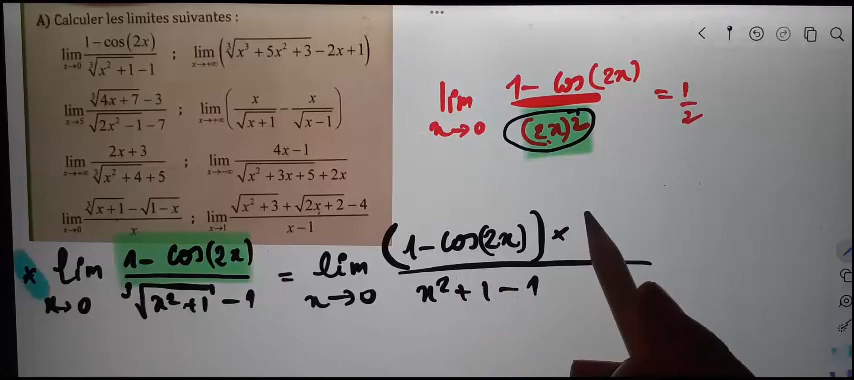 A) Calculer les limites suivantes :
lim x→0 (1−cos(2x))/(∛(x²+1)−1) ; lim x→+∞ (∛(x³+5x²+3)−2x+1)
lim x→5 (∛(4x+7)−3)/(√(2x²−1)−7) ; lim x→+∞ (x/√(x+1) − x/√(x−1))
lim x→+∞ (2x+3)/(∛(x²+4)+5) ; lim x→−∞ (4x−1)/(√(x²+3x+5)+2x)
lim x→0 (∛(x+1)−√(1−x))/x ; lim x→1 (√(x²+3)+√(2x+2)−4)/(x−1)
lim x→0 (1−cos(2x))/(2x)² = 1/2
* lim x→0 (1−cos(2x))/(³√(x²+1)−1) = lim x→0 ((1−cos(2x))×)/(x²+1−1)